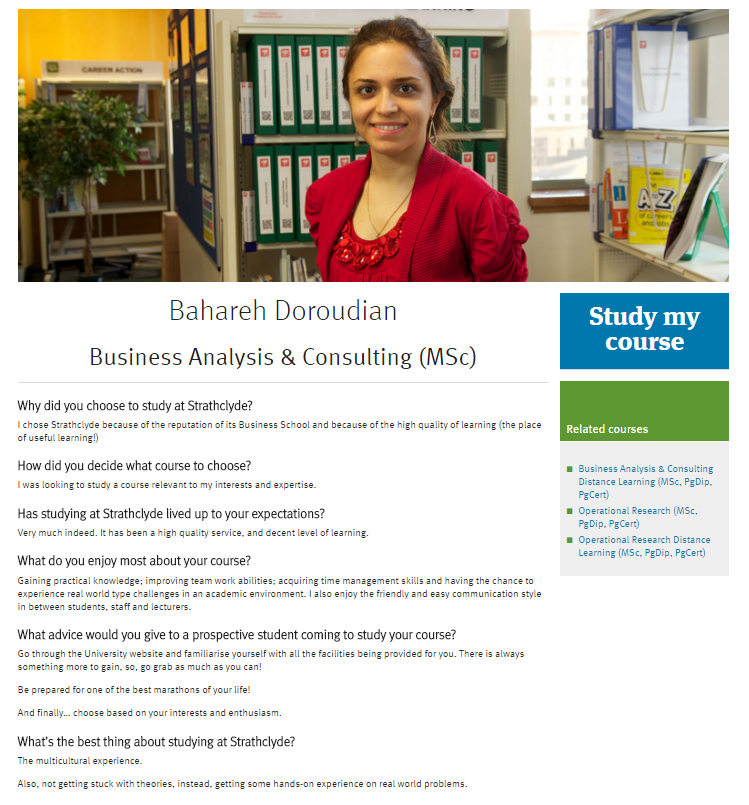 CAREER ACTION
A-Z
of careers
and jobs
Bahareh Doroudian
Business Analysis & Consulting (MSc)
Study my
course
Related courses
Business Analysis & Consulting
Distance Learning (MSc, PgDip,
PgCert)
Operational Research (MSc,
PgDip, PgCert)
Operational Research Distance
Learning (MSc, PgDip, PgCert)
Why did you choose to study at Strathclyde?
I chose Strathclyde because of the reputation of its Business School and because of the high quality of learning (the place
of useful learning!)
How did you decide what course to choose?
I was looking to study a course relevant to my interests and expertise.
Has studying at Strathclyde lived up to your expectations?
Very much indeed. It has been a high quality service, and decent level of learning.
What do you enjoy most about your course?
Gaining practical knowledge; improving team work abilities; acquiring time management skills and having the chance to
experience real world type challenges in an academic environment. I also enjoy the friendly and easy communication style
in between students, staff and lecturers.
What advice would you give to a prospective student coming to study your course?
Go through the University website and familiarise yourself with all the facilities being provided for you. There is always
something more to gain, so, go grab as much as you can!
Be prepared for one of the best marathons of your life!
And finally... choose based on your interests and enthusiasm.
What's the best thing about studying at Strathclyde?
The multicultural experience.
Also, not getting stuck with theories, instead, getting some hands-on experience on real world problems.